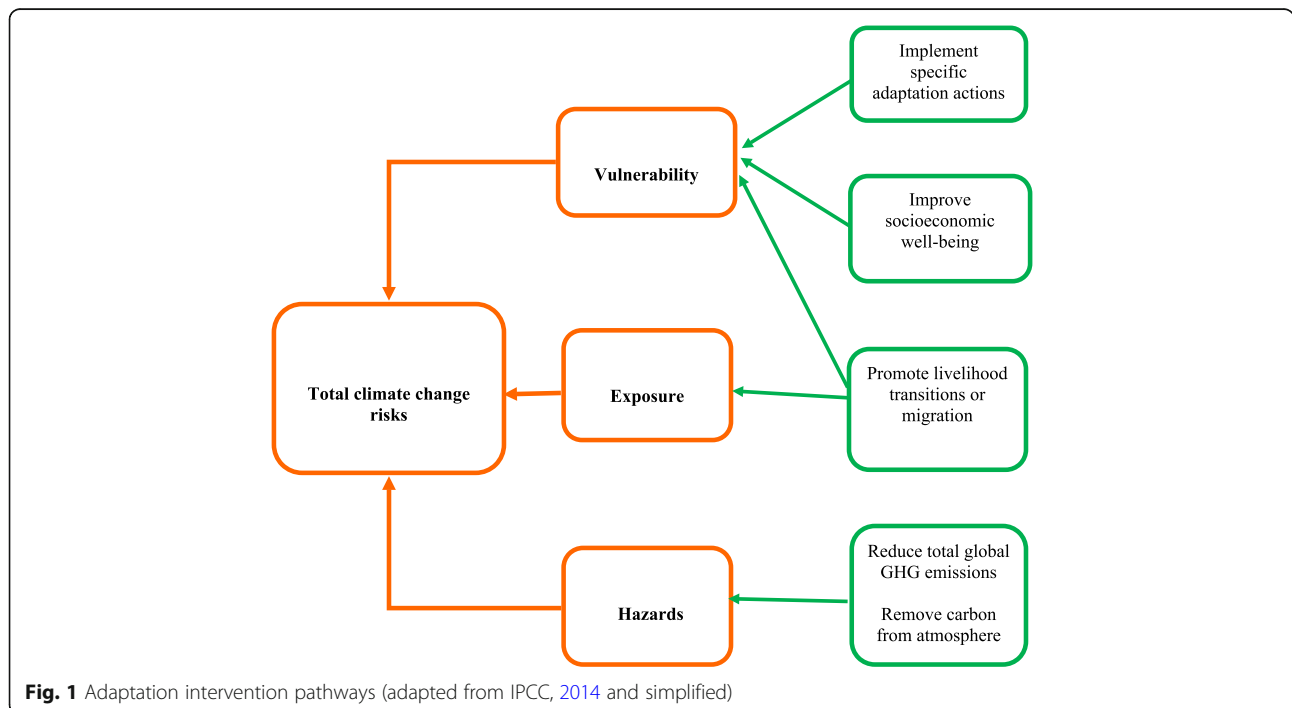 Implement
specific
adaptation actions
Vulnerability
Improve
socioeconomic
well-being
Total climate change
risks
Exposure
Promote livelihood
transitions or
migration
Hazards
Reduce total global
GHG emissions
Remove carbon
from atmosphere
Fig. 1 Adaptation intervention pathways (adapted from IPCC, 2014 and simplified)